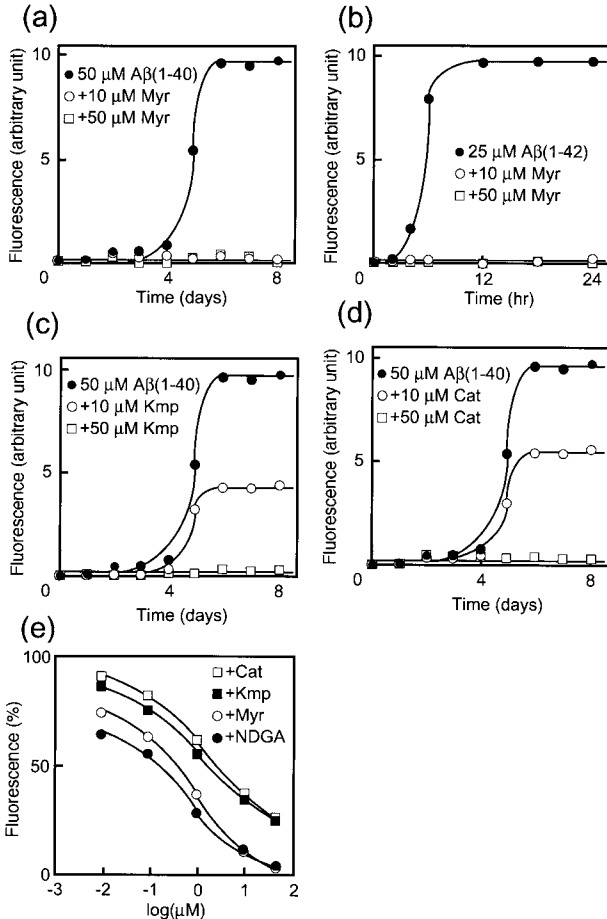 (a)
Fluorescence (arbitrary unit)
10
5
0
● 50 μM Aβ(1-40)
○ +10 μM Myr
□ +50 μM Myr
4
8
Time (days)
(b)
Fluorescence (arbitrary unit)
10
5
0
● 25 μM Aβ(1-42)
○ +10 μM Myr
□ +50 μM Myr
12
24
Time (hr)
(c)
Fluorescence (arbitrary unit)
10
5
0
● 50 μM Aβ(1-40)
○ +10 μM Kmp
□ +50 μM Kmp
4
8
Time (days)
(d)
Fluorescence (arbitrary unit)
10
5
0
● 50 μM Aβ(1-40)
○ +10 μM Cat
□ +50 μM Cat
4
8
Time (days)
(e)
Fluorescence (%)
100
50
0
□ +Cat
■ +Kmp
○ +Myr
● +NDGA
-3 -2 -1 0 1 2
log(μM)